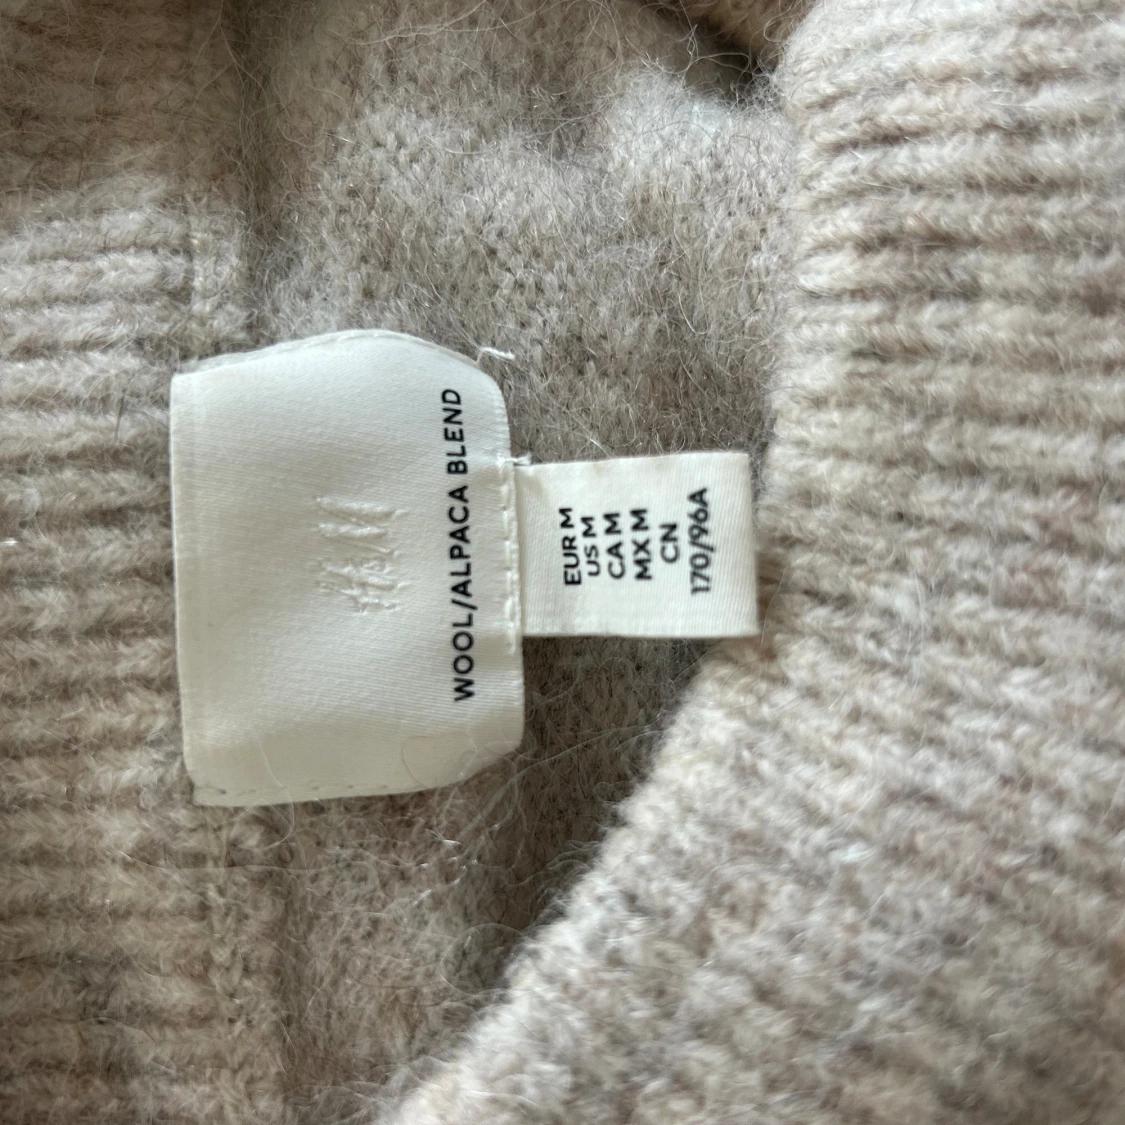 H&M
WOOL/ALPACA BLEND
EUR M
US M
CA M
MX M
CN
170/96A